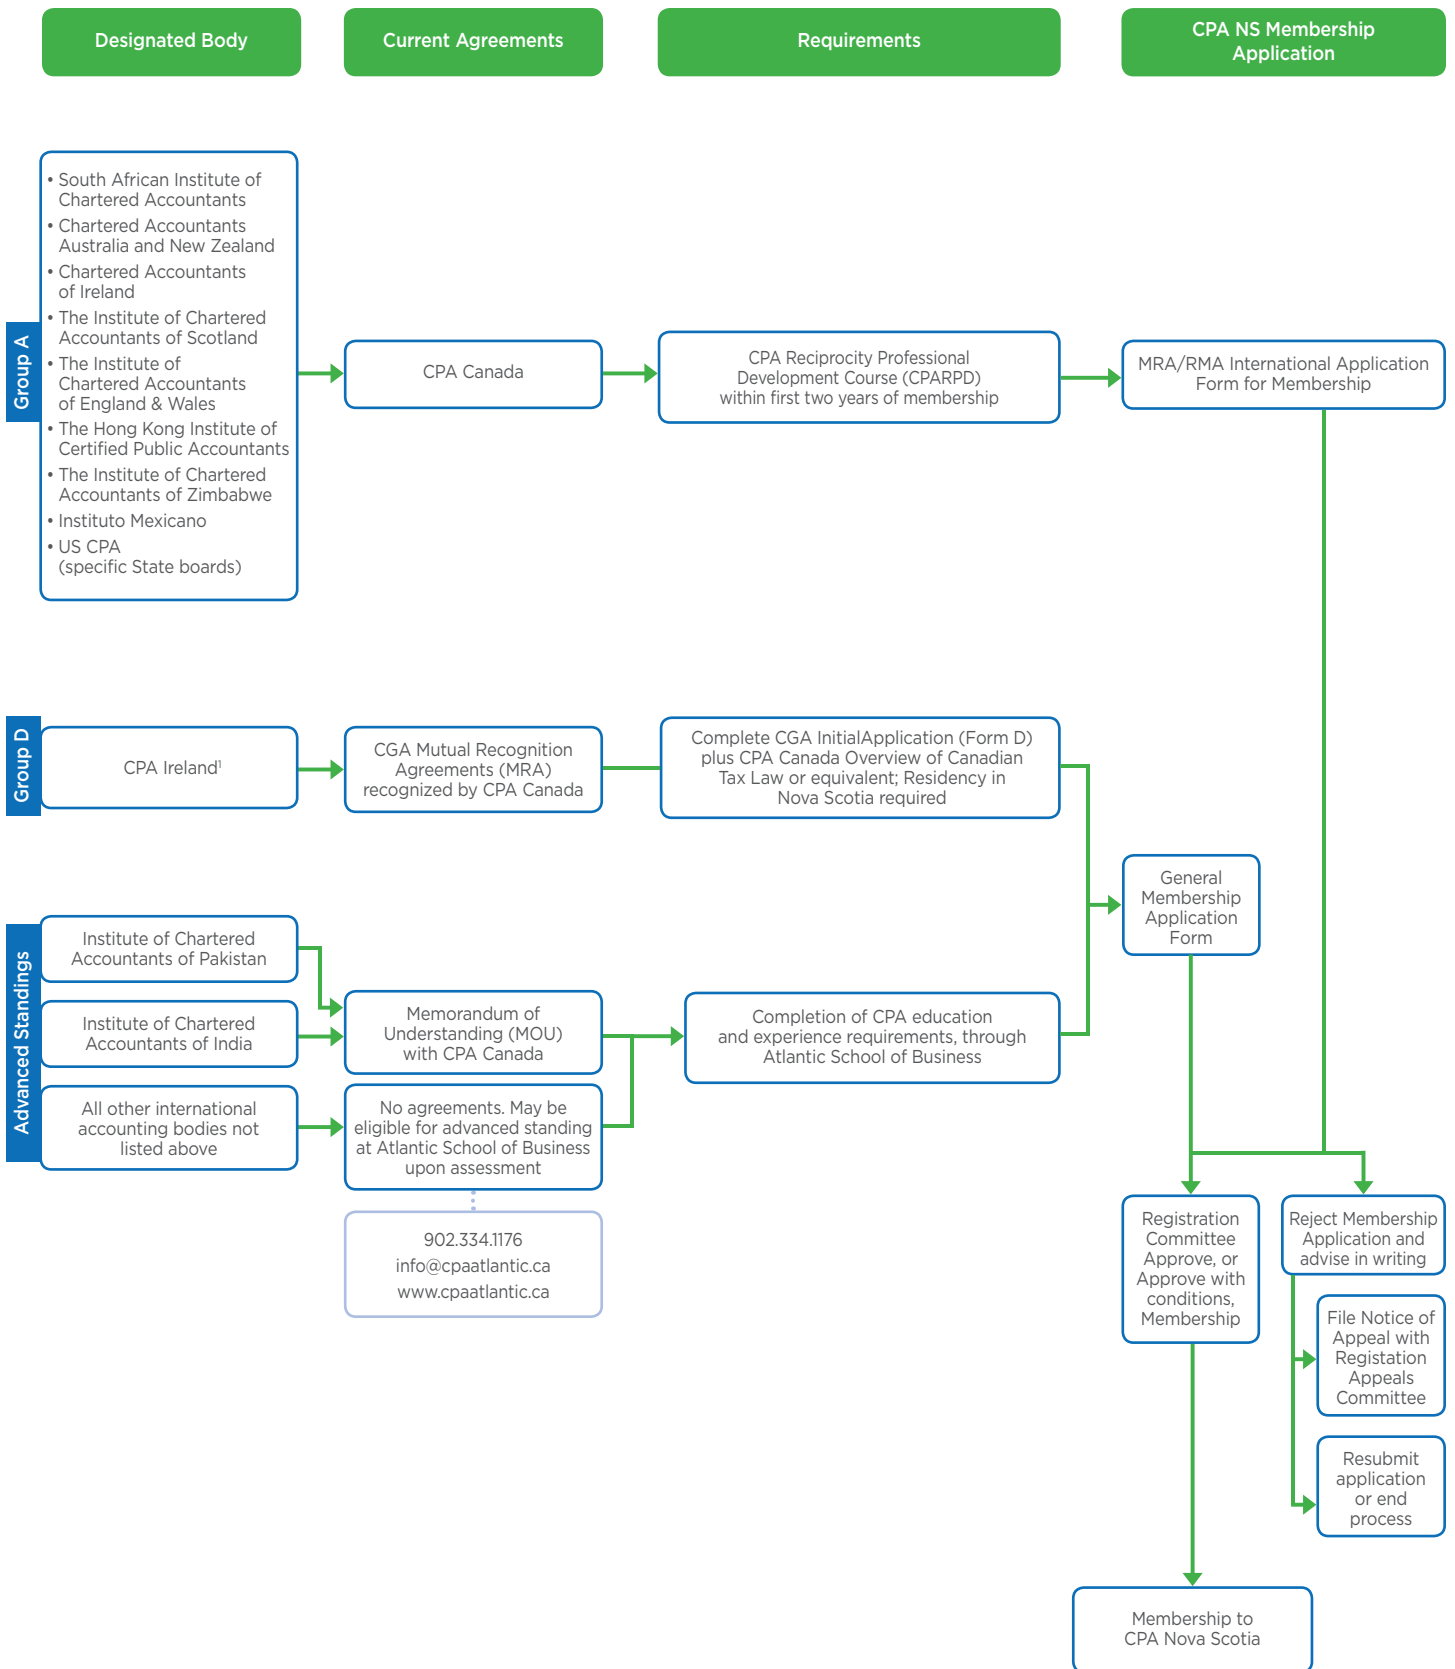 Designated Body
Current Agreements
Requirements
CPA NS Membership
Application
Group A
• South African Institute of
Chartered Accountants
• Chartered Accountants
Australia and New Zealand
• Chartered Accountants
of Ireland
• The Institute of Chartered
Accountants of Scotland
• The Institute of
Chartered Accountants
of England & Wales
• The Hong Kong Institute of
Certified Public Accountants
• The Institute of Chartered
Accountants of Zimbabwe
• Instituto Mexicano
• US CPA
(specific State boards)
CPA Canada
CPA Reciprocity Professional
Development Course (CPARPD)
within first two years of membership
MRA/RMA International Application
Form for Membership
Group D
CPA Ireland¹
CGA Mutual Recognition
Agreements (MRA)
recognized by CPA Canada
Complete CGA InitialApplication (Form D)
plus CPA Canada Overview of Canadian
Tax Law or equivalent; Residency in
Nova Scotia required
General
Membership
Application
Form
Advanced Standings
Institute of Chartered
Accountants of Pakistan
Institute of Chartered
Accountants of India
All other international
accounting bodies not
listed above
Memorandum of
Understanding (MOU)
with CPA Canada
No agreements. May be
eligible for advanced standing
at Atlantic School of Business
upon assessment
902.334.1176
info@cpaatlantic.ca
www.cpaatlantic.ca
Completion of CPA education
and experience requirements, through
Atlantic School of Business
Registration
Committee
Approve, or
Approve with
conditions,
Membership
Reject Membership
Application and
advise in writing
File Notice of
Appeal with
Registation
Appeals
Committee
Resubmit
application
or end
process
Membership to
CPA Nova Scotia